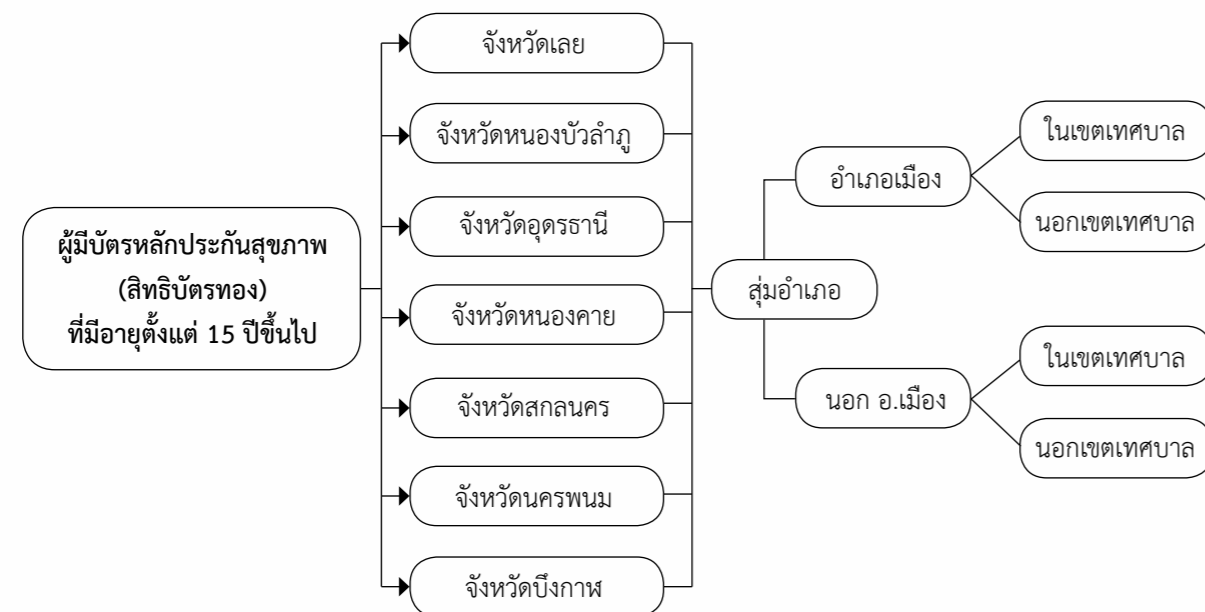 ผู้มีบัตรหลักประกันสุขภาพ
(สิทธิบัตรทอง)
ที่มีอายุตั้งแต่ 15 ปีขึ้นไป
จังหวัดเลย
จังหวัดหนองบัวลำภู
จังหวัดอุดรธานี
จังหวัดหนองคาย
จังหวัดสกลนคร
จังหวัดนครพนม
จังหวัดบึงกาฬ
สุ่มอำเภอ
อำเภอเมือง
ในเขตเทศบาล
นอกเขตเทศบาล
นอก อ.เมือง
ในเขตเทศบาล
นอกเขตเทศบาล